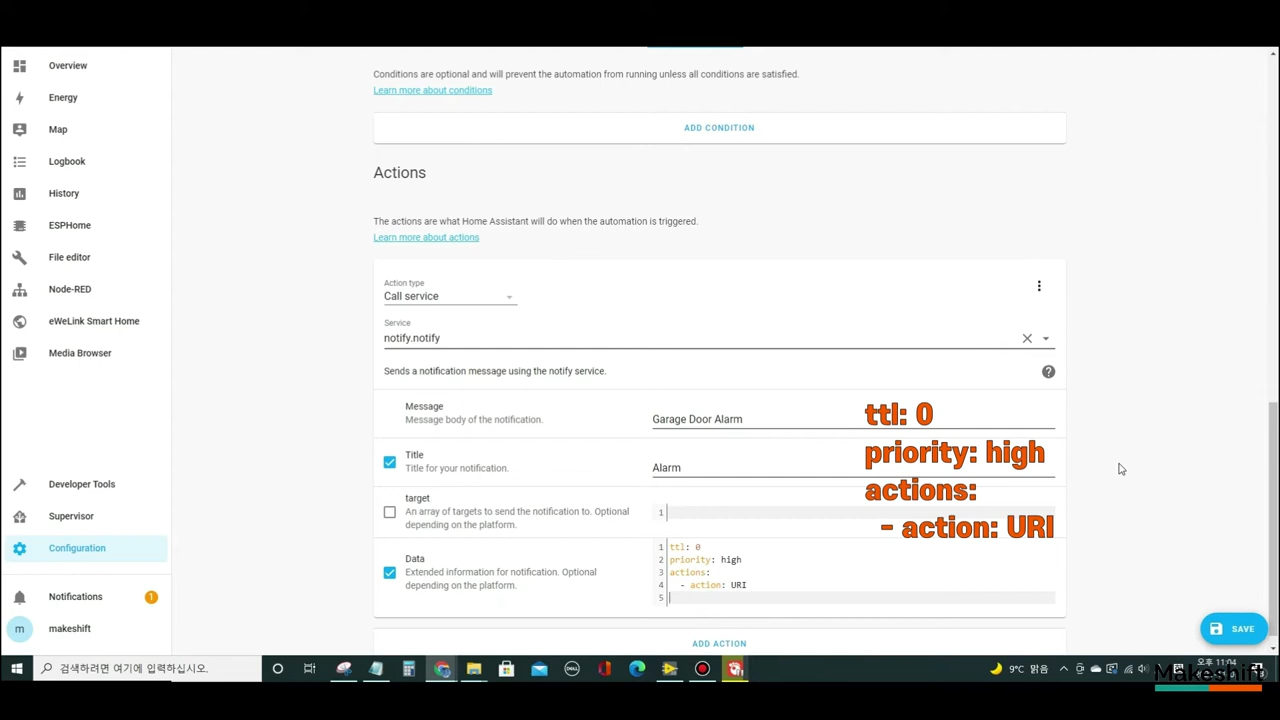 Overview
Energy
Map
Logbook
History
ESPHome
File editor
Node-RED
eWeLink Smart Home
Media Browser
Developer Tools
Supervisor
Configuration
Notifications
1
m
makeshift
Conditions are optional and will prevent the automation from running unless all conditions are satisfied.
Learn more about conditions
ADD CONDITION
Actions
The actions are what Home Assistant will do when the automation is triggered.
Learn more about actions
Action type
Call service
Service
notify.notify
Sends a notification message using the notify service.
Message
Message body of the notification.
Garage Door Alarm
Title
Title for your notification.
Alarm
target
An array of targets to send the notification to. Optional
depending on the platform.
1
Data
Extended information for notification. Optional
depending on the platform.
1 ttl: 0
2 priority: high
3 actions:
4 - action: URI
5
ttl: 0
priority: high
actions:
- action: URI
ADD ACTION
SAVE
검색하려면 여기에 입력하십시오.
DELL
9°C 맑음
오후 11:04
Makeshift